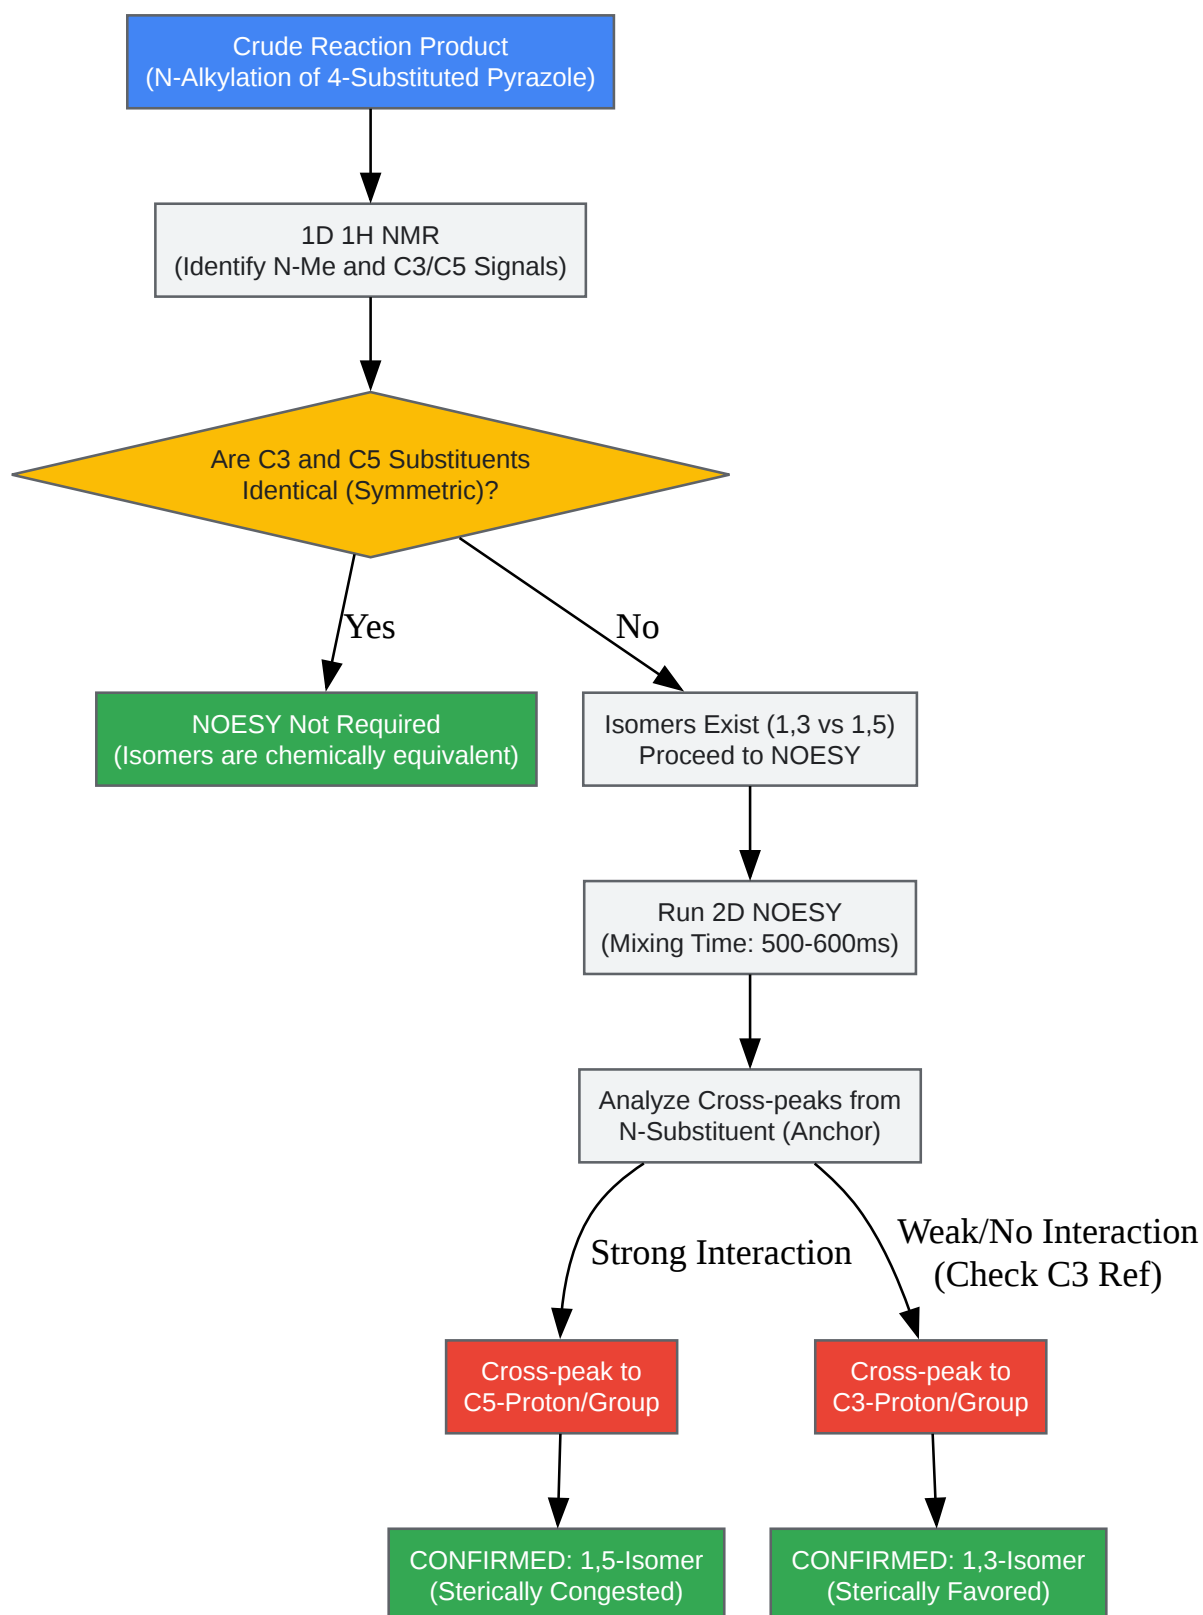 Crude Reaction Product
(N-Alkylation of 4-Substituted Pyrazole)
1D 1H NMR
(Identify N-Me and C3/C5 Signals)
Are C3 and C5 Substituents
Identical (Symmetric)?
Yes
No
NOESY Not Required
(Isomers are chemically equivalent)
Isomers Exist (1,3 vs 1,5)
Proceed to NOESY
Run 2D NOESY
(Mixing Time: 500-600ms)
Analyze Cross-peaks from
N-Substituent (Anchor)
Strong Interaction
Weak/No Interaction
(Check C3 Ref)
Cross-peak to
C5-Proton/Group
Cross-peak to
C3-Proton/Group
CONFIRMED: 1,5-Isomer
(Sterically Congested)
CONFIRMED: 1,3-Isomer
(Sterically Favored)